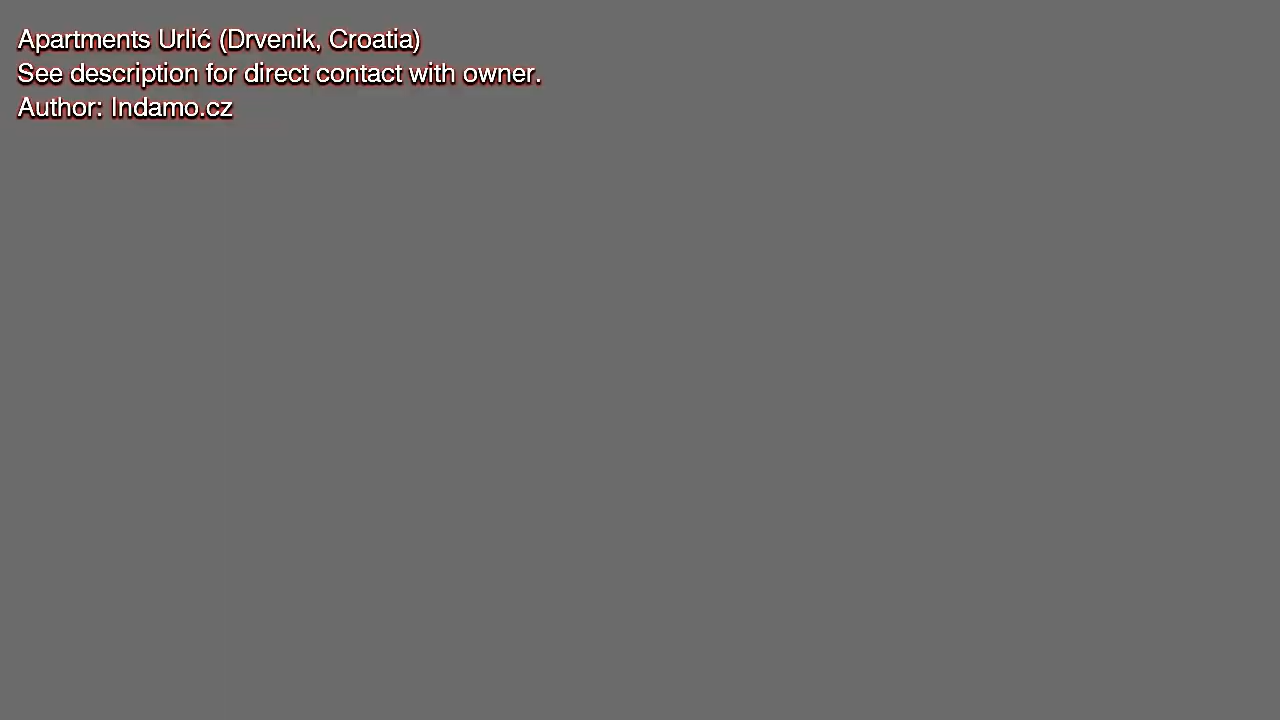 Apartments Urlić (Drvenik, Croatia)
See description for direct contact with owner.
Author: Indamo.cz